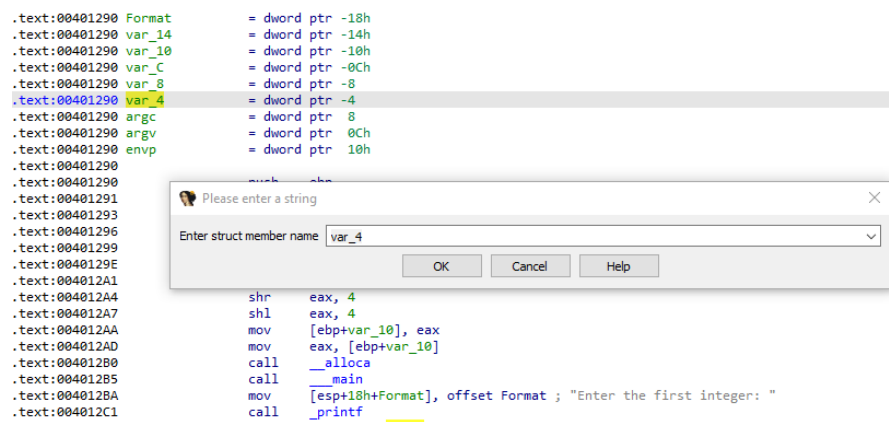 .text:00401290 Format = dword ptr -18h
.text:00401290 var_14 = dword ptr -14h
.text:00401290 var_10 = dword ptr -10h
.text:00401290 var_C = dword ptr -0Ch
.text:00401290 var_8 = dword ptr -8
.text:00401290 var_4 = dword ptr -4
.text:00401290 argc = dword ptr 8
.text:00401290 argv = dword ptr 0Ch
.text:00401290 envp = dword ptr 10h
.text:00401290
.text:00401290
.text:00401291
Please enter a string
.text:00401293
.text:00401296
Enter struct member name var_4
.text:00401299
.text:0040129E
OK Cancel Help
.text:004012A1
.text:004012A4 shr eax, 4
.text:004012A7 shl eax, 4
.text:004012AA mov [ebp+var_10], eax
.text:004012AD mov eax, [ebp+var_10]
.text:004012B0 call __alloca
.text:004012B5 call ___main
.text:004012BA mov [esp+18h+Format], offset Format ; "Enter the first integer: "
.text:004012C1 call _printf